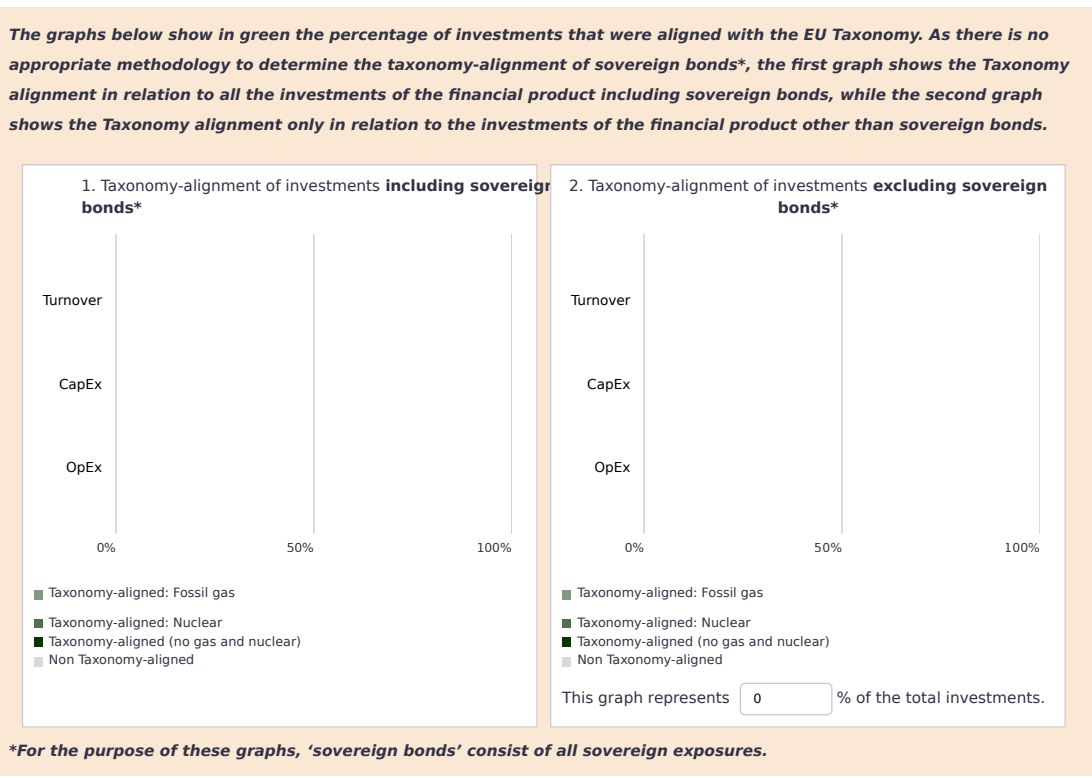 The graphs below show in green the percentage of investments that were aligned with the EU Taxonomy. As there is no
appropriate methodology to determine the taxonomy-alignment of sovereign bonds*, the first graph shows the Taxonomy
alignment in relation to all the investments of the financial product including sovereign bonds, while the second graph
shows the Taxonomy alignment only in relation to the investments of the financial product other than sovereign bonds.
1. Taxonomy-alignment of investments including sovereign
bonds*
Turnover
CapEx
OpEx
0% 50% 100%
Taxonomy-aligned: Fossil gas
Taxonomy-aligned: Nuclear
Taxonomy-aligned (no gas and nuclear)
Non Taxonomy-aligned
2. Taxonomy-alignment of investments excluding sovereign
bonds*
Turnover
CapEx
OpEx
0% 50% 100%
Taxonomy-aligned: Fossil gas
Taxonomy-aligned: Nuclear
Taxonomy-aligned (no gas and nuclear)
Non Taxonomy-aligned
This graph represents 0 % of the total investments.
*For the purpose of these graphs, ‘sovereign bonds’ consist of all sovereign exposures.